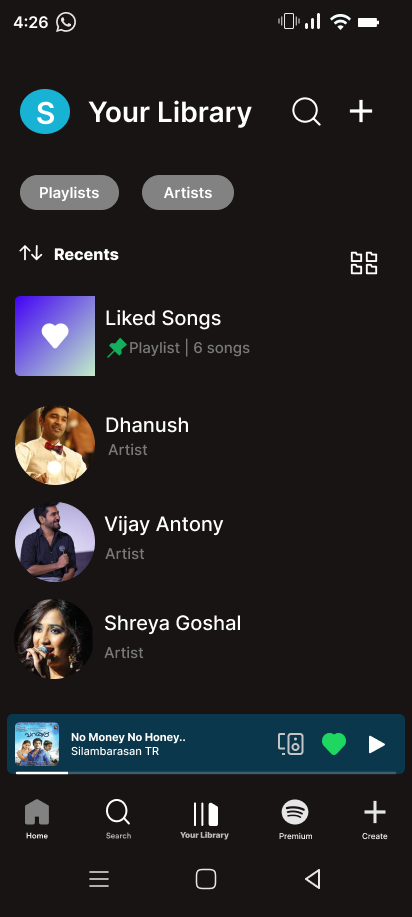 4:26
S Your Library
Playlists Artists
Recents
Liked Songs
Playlist | 6 songs
Dhanush
Artist
Vijay Antony
Artist
Shreya Goshal
Artist
No Money No Honey..
Silambarasan TR
Home Search Your Library Premium Create